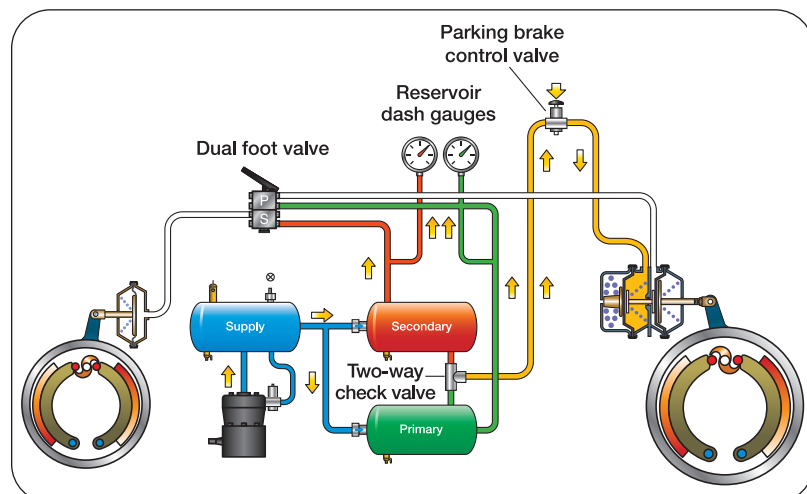 Parking brake
control valve
Reservoir
dash gauges
Dual foot valve
P
S
Supply
Secondary
Two-way
check valve
Primary